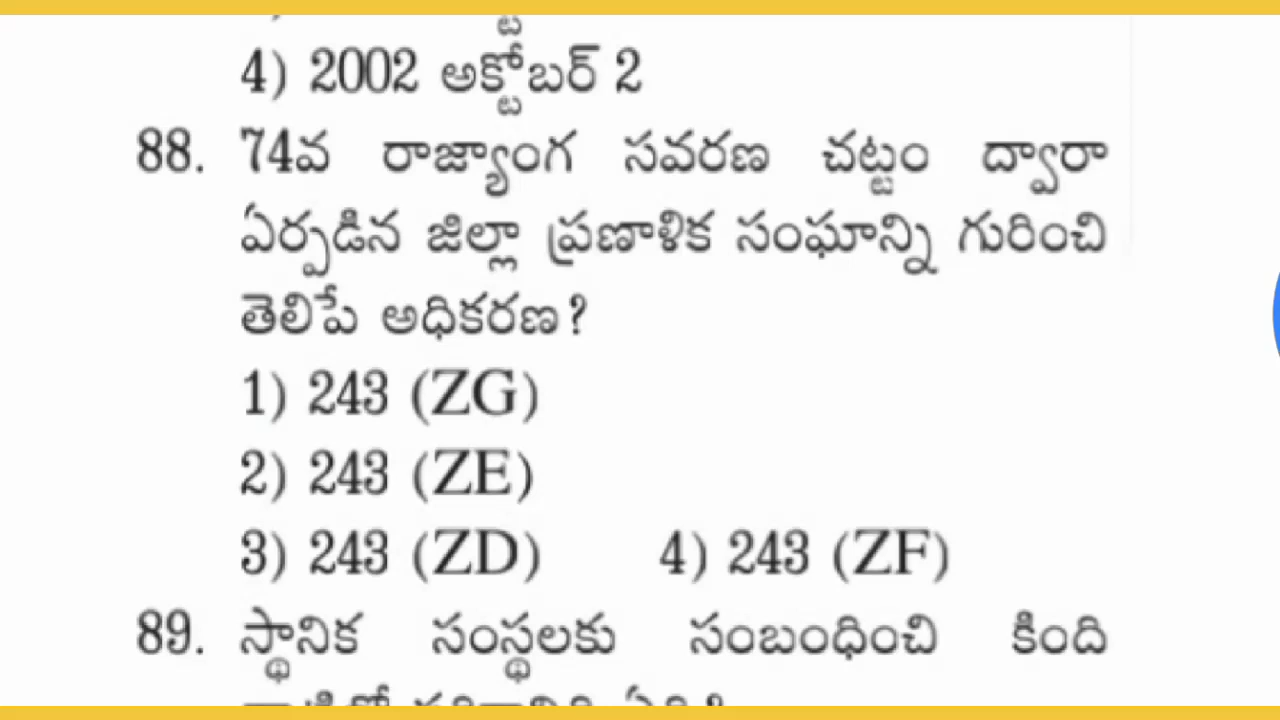 4) 2002 అక్టోబర్ 2
88. 74వ రాజ్యాంగ సవరణ చట్టం ద్వారా
ఏర్పడిన జిల్లా ప్రణాళిక సంఘాన్ని గురించి
తెలిపే అధికరణ?
1) 243 (ZG)
2) 243 (ZE)
3) 243 (ZD) 4) 243 (ZF)
89. స్థానిక సంస్థలకు సంబంధించి కింది